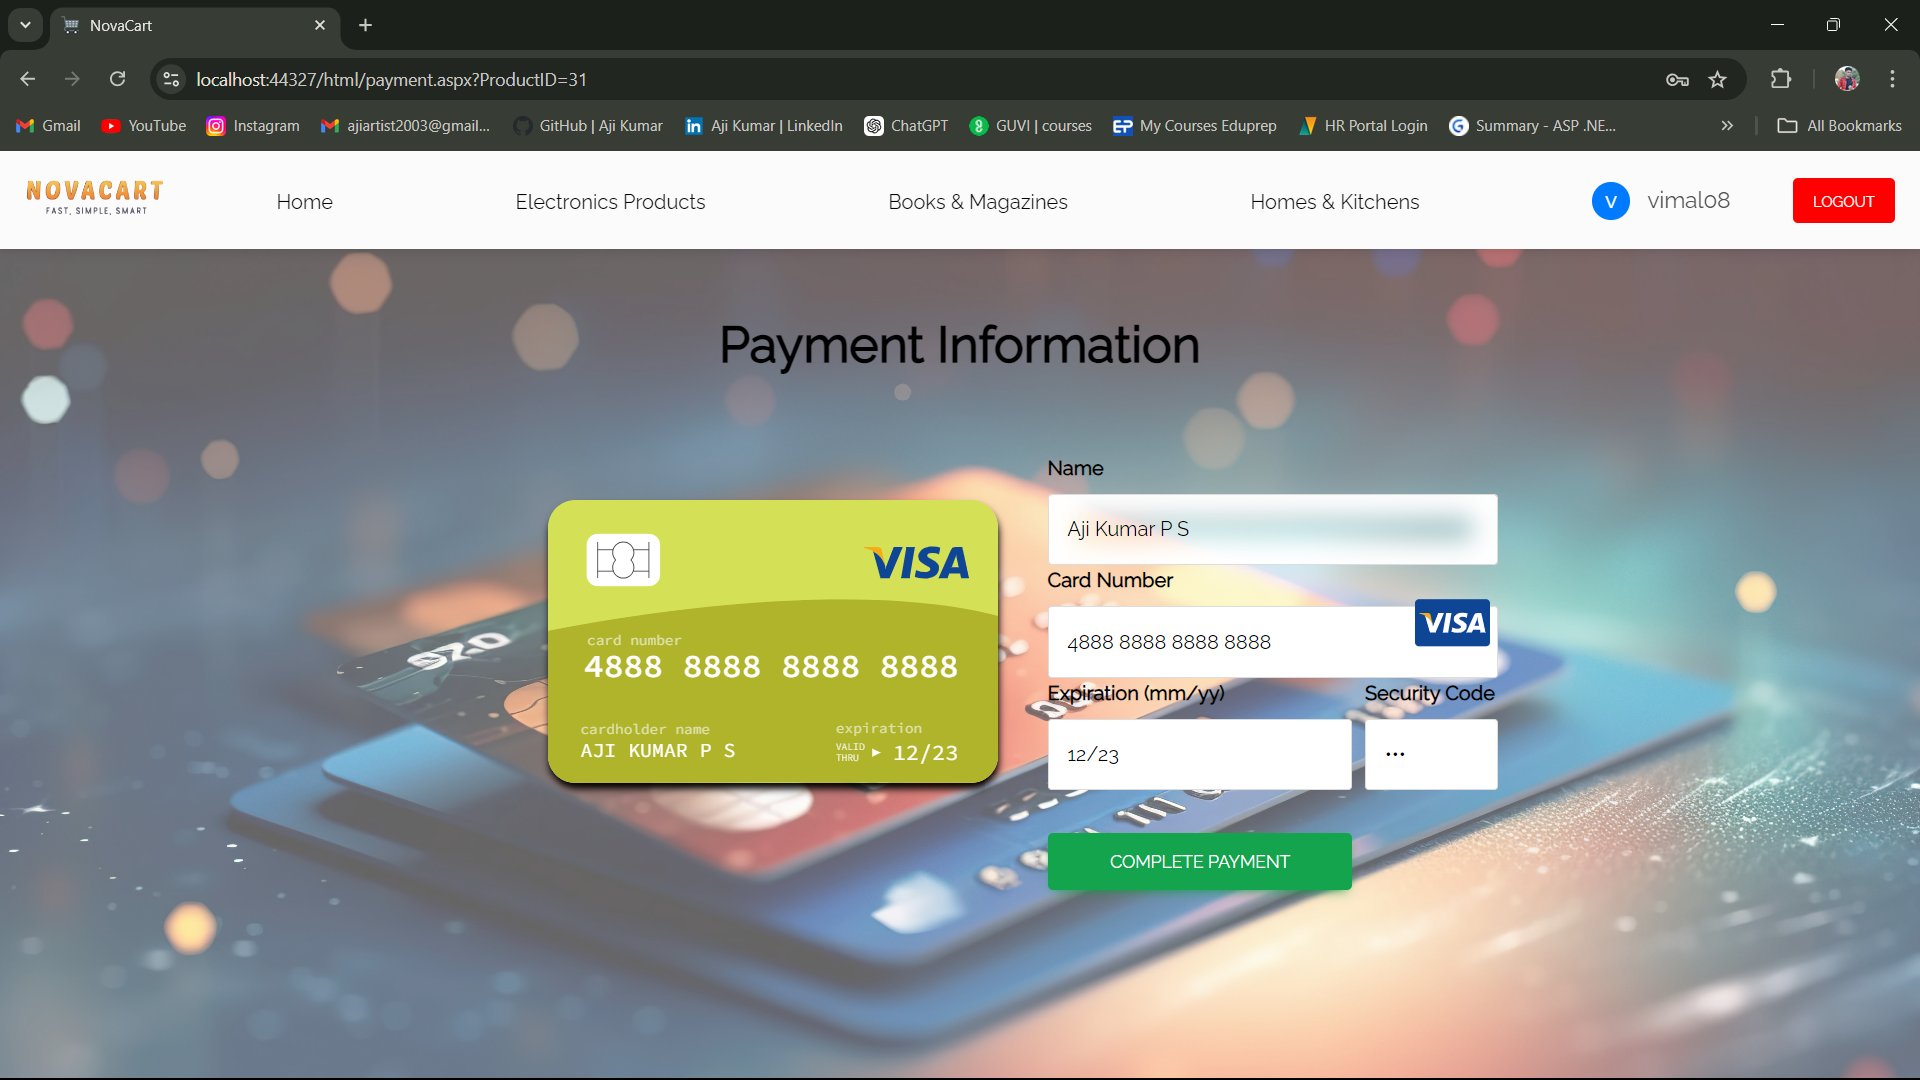 NovaCart
localhost:44327/html/payment.aspx?ProductID=31
Gmail YouTube Instagram ajiartist2003@gmail... GitHub | Aji Kumar Aji Kumar | LinkedIn ChatGPT GUVI | courses EP My Courses Eduprep HR Portal Login Summary - ASP .NE... » All Bookmarks
NOVACART
FAST, SIMPLE, SMART
Home Electronics Products Books & Magazines Homes & Kitchens V vimal08 LOGOUT
Payment Information
Name
Aji Kumar P S
VISA
Card Number
VISA
4888 8888 8888 8888
card number
4888 8888 8888 8888
Expiration (mm/yy) Security Code
12/23 •••
cardholder name expiration
AJI KUMAR P S VALID THRU 12/23
COMPLETE PAYMENT